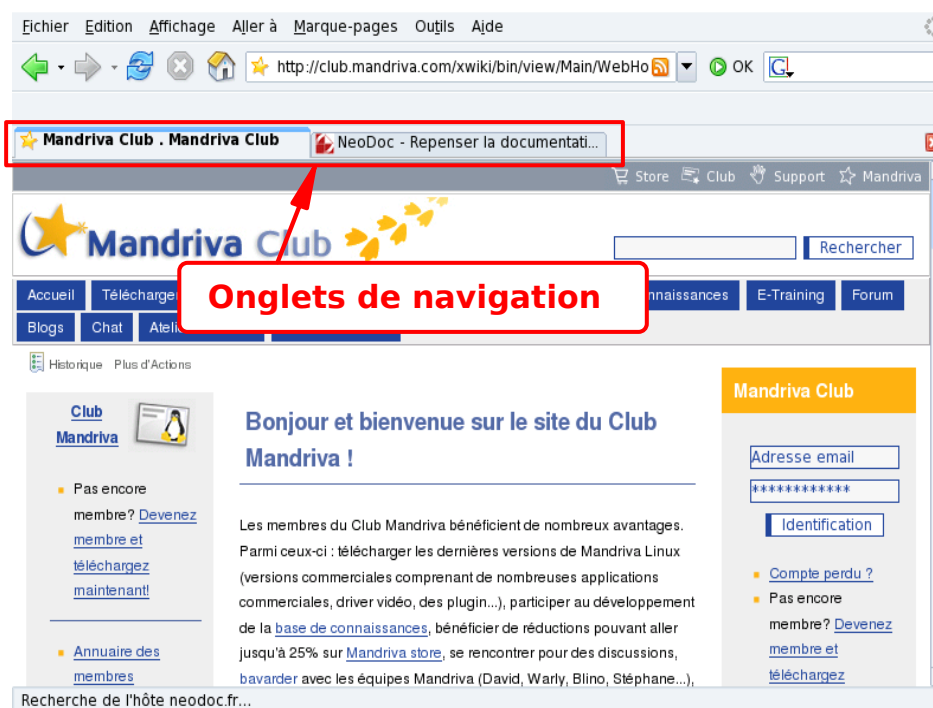 Fichier Edition Affichage Aller à Marque-pages Outils Aide
http://club.mandriva.com/xwiki/bin/view/Main/WebHo OK G
Mandriva Club . Mandriva Club NeoDoc - Repenser la documentati...
Store Club Support Mandriva
Mandriva Club
Rechercher
Onglets de navigation
Accueil E-Training Forum
Blogs Chat
Historique Plus d'Actions
Club
Mandriva
Pas encore
membre? Devenez
membre et
téléchargez
maintenant!
Annuaire des
membres
Bonjour et bienvenue sur le site du Club
Mandriva !
Les membres du Club Mandriva bénéficient de nombreux avantages.
Parmi ceux-ci : télécharger les dernières versions de Mandriva Linux
(versions commerciales comprenant de nombreuses applications
commerciales, driver vidéo, des plugin...), participer au développement
de la base de connaissances, bénéficier de réductions pouvant aller
jusqu'à 25% sur Mandriva store, se rencontrer pour des discussions,
bavarder avec les équipes Mandriva (David, Warly, Blino, Stéphane...),
Mandriva Club
Adresse email
************
Identification
Compte perdu ?
Pas encore
membre? Devenez
membre et
téléchargez
Recherche de l'hôte neodoc.fr...